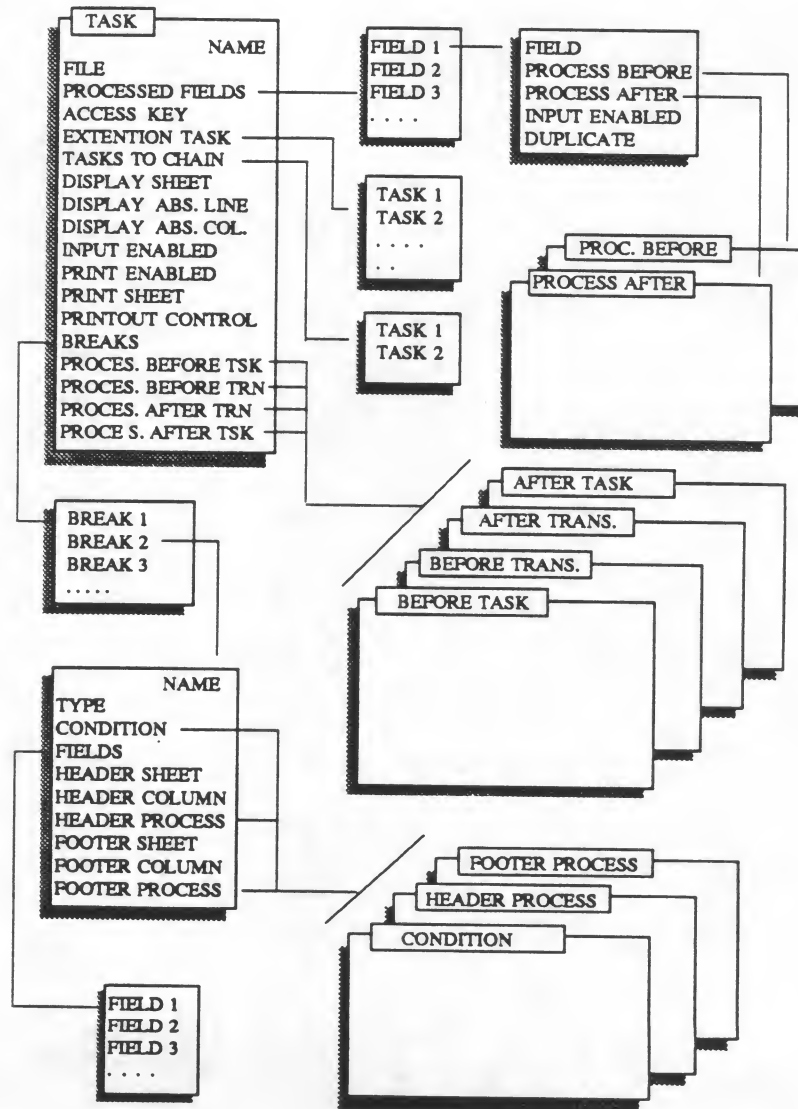 TASK
NAME
FILE
PROCESSED FIELDS
ACCESS KEY
EXTENTION TASK
TASKS TO CHAIN
DISPLAY SHEET
DISPLAY ABS. LINE
DISPLAY ABS. COL.
INPUT ENABLED
PRINT ENABLED
PRINT SHEET
PRINTOUT CONTROL
BREAKS
PROCES. BEFORE TSK
PROCES. BEFORE TRN
PROCES. AFTER TRN
PROCE S. AFTER TSK
FIELD 1
FIELD 2
FIELD 3
. . . .
FIELD
PROCESS BEFORE
PROCESS AFTER
INPUT ENABLED
DUPLICATE
TASK 1
TASK 2
. . . .
. .
TASK 1
TASK 2
PROC. BEFORE
PROCESS AFTER
AFTER TASK
AFTER TRANS.
BEFORE TRANS.
BEFORE TASK
BREAK 1
BREAK 2
BREAK 3
. . . . .
NAME
TYPE
CONDITION
FIELDS
HEADER SHEET
HEADER COLUMN
HEADER PROCESS
FOOTER SHEET
FOOTER COLUMN
FOOTER PROCESS
FOOTER PROCESS
HEADER PROCESS
CONDITION
FIELD 1
FIELD 2
FIELD 3
. . . .